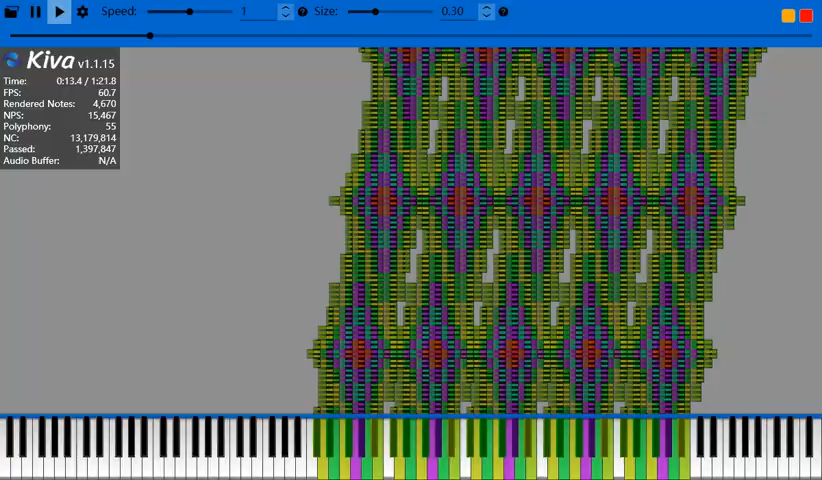 Speed: 1 Size: 0.30
Kiva v1.1.15
Time: 0:13.4 / 1:21.8
FPS: 60.7
Rendered Notes: 4,670
NPS: 15,467
Polyphony: 55
NC: 13,179,814
Passed: 1,397,847
Audio Buffer: N/A